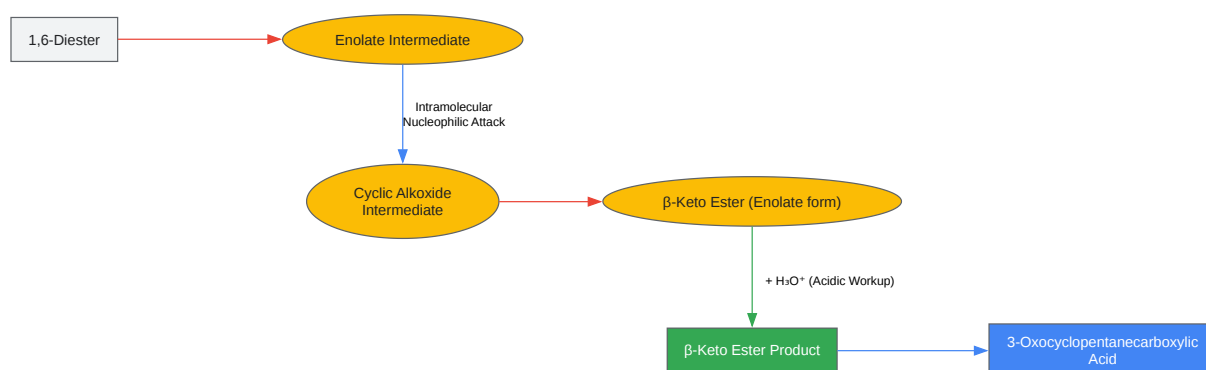 1,6-Diester
Enolate Intermediate
Intramolecular
Nucleophilic Attack
Cyclic Alkoxide
Intermediate
β-Keto Ester (Enolate form)
+ H₃O⁺ (Acidic Workup)
β-Keto Ester Product
3-Oxocyclopentanecarboxylic
Acid